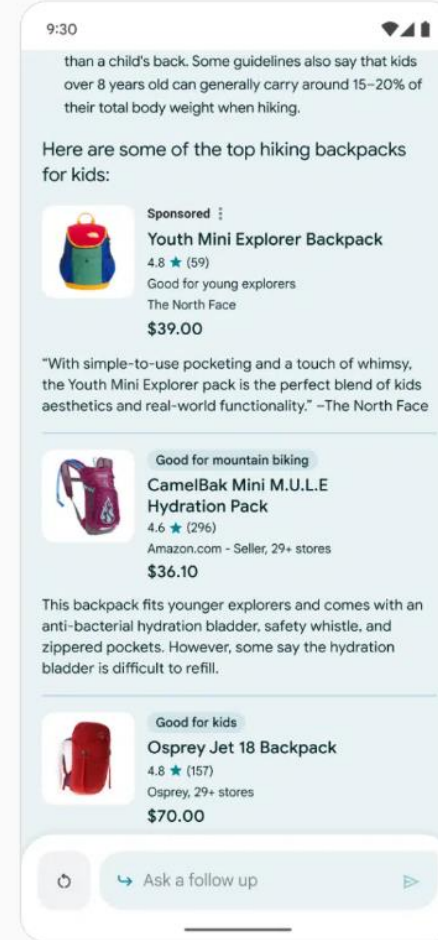 9:30
than a child's back. Some guidelines also say that kids
over 8 years old can generally carry around 15–20% of
their total body weight when hiking.
Here are some of the top hiking backpacks
for kids:
Sponsored
Youth Mini Explorer Backpack
4.8 ★ (59)
Good for young explorers
The North Face
$39.00
“With simple-to-use pocketing and a touch of whimsy,
the Youth Mini Explorer pack is the perfect blend of kids
aesthetics and real-world functionality.” –The North Face
Good for mountain biking
CamelBak Mini M.U.L.E
Hydration Pack
4.6 ★ (296)
Amazon.com - Seller, 29+ stores
$36.10
This backpack fits younger explorers and comes with an
anti-bacterial hydration bladder, safety whistle, and
zippered pockets. However, some say the hydration
bladder is difficult to refill.
Good for kids
Osprey Jet 18 Backpack
4.8 ★ (157)
Osprey, 29+ stores
$70.00
Ask a follow up